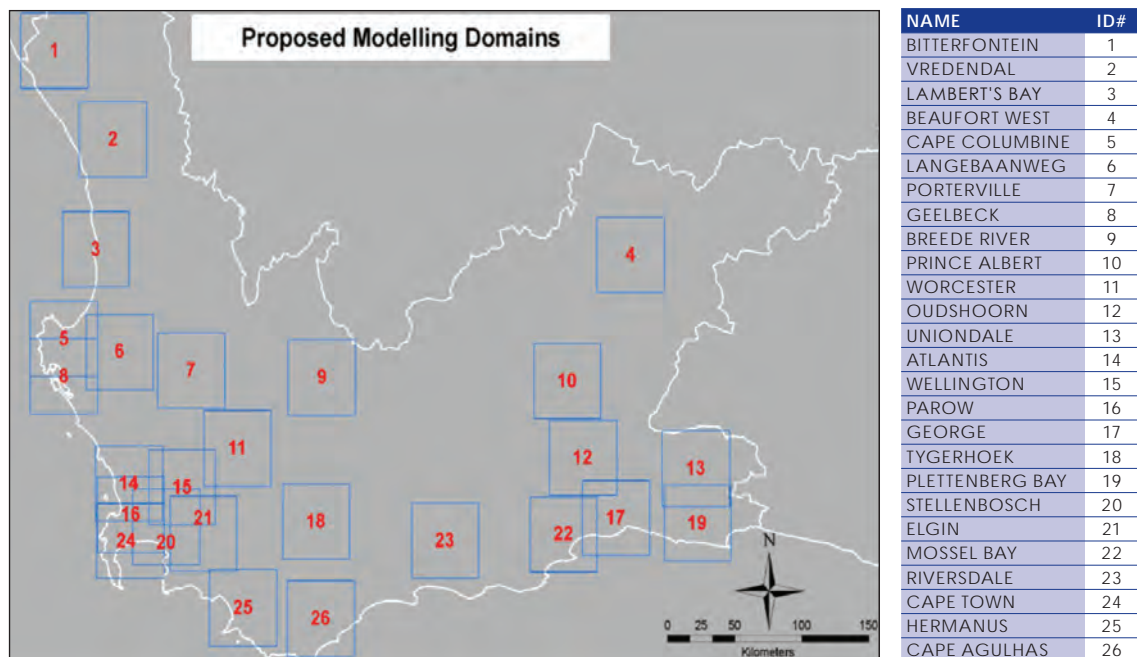 Proposed Modelling Domains
1
2
3
4
5
6
7
8
9
10
11
12
13
14
15
16
17
18
19
20
21
22
23
24
25
26
N
0 25 50 100 150
Kilometers
NAME ID#
BITTERFONTEIN 1
VREDENDAL 2
LAMBERT'S BAY 3
BEAUFORT WEST 4
CAPE COLUMBINE 5
LANGEBAANWEG 6
PORTERVILLE 7
GEELBECK 8
BREEDE RIVER 9
PRINCE ALBERT 10
WORCESTER 11
OUDSHOORN 12
UNIONDALE 13
ATLANTIS 14
WELLINGTON 15
PAROW 16
GEORGE 17
TYGERHOEK 18
PLETTENBERG BAY 19
STELLENBOSCH 20
ELGIN 21
MOSSEL BAY 22
RIVERSDALE 23
CAPE TOWN 24
HERMANUS 25
CAPE AGULHAS 26